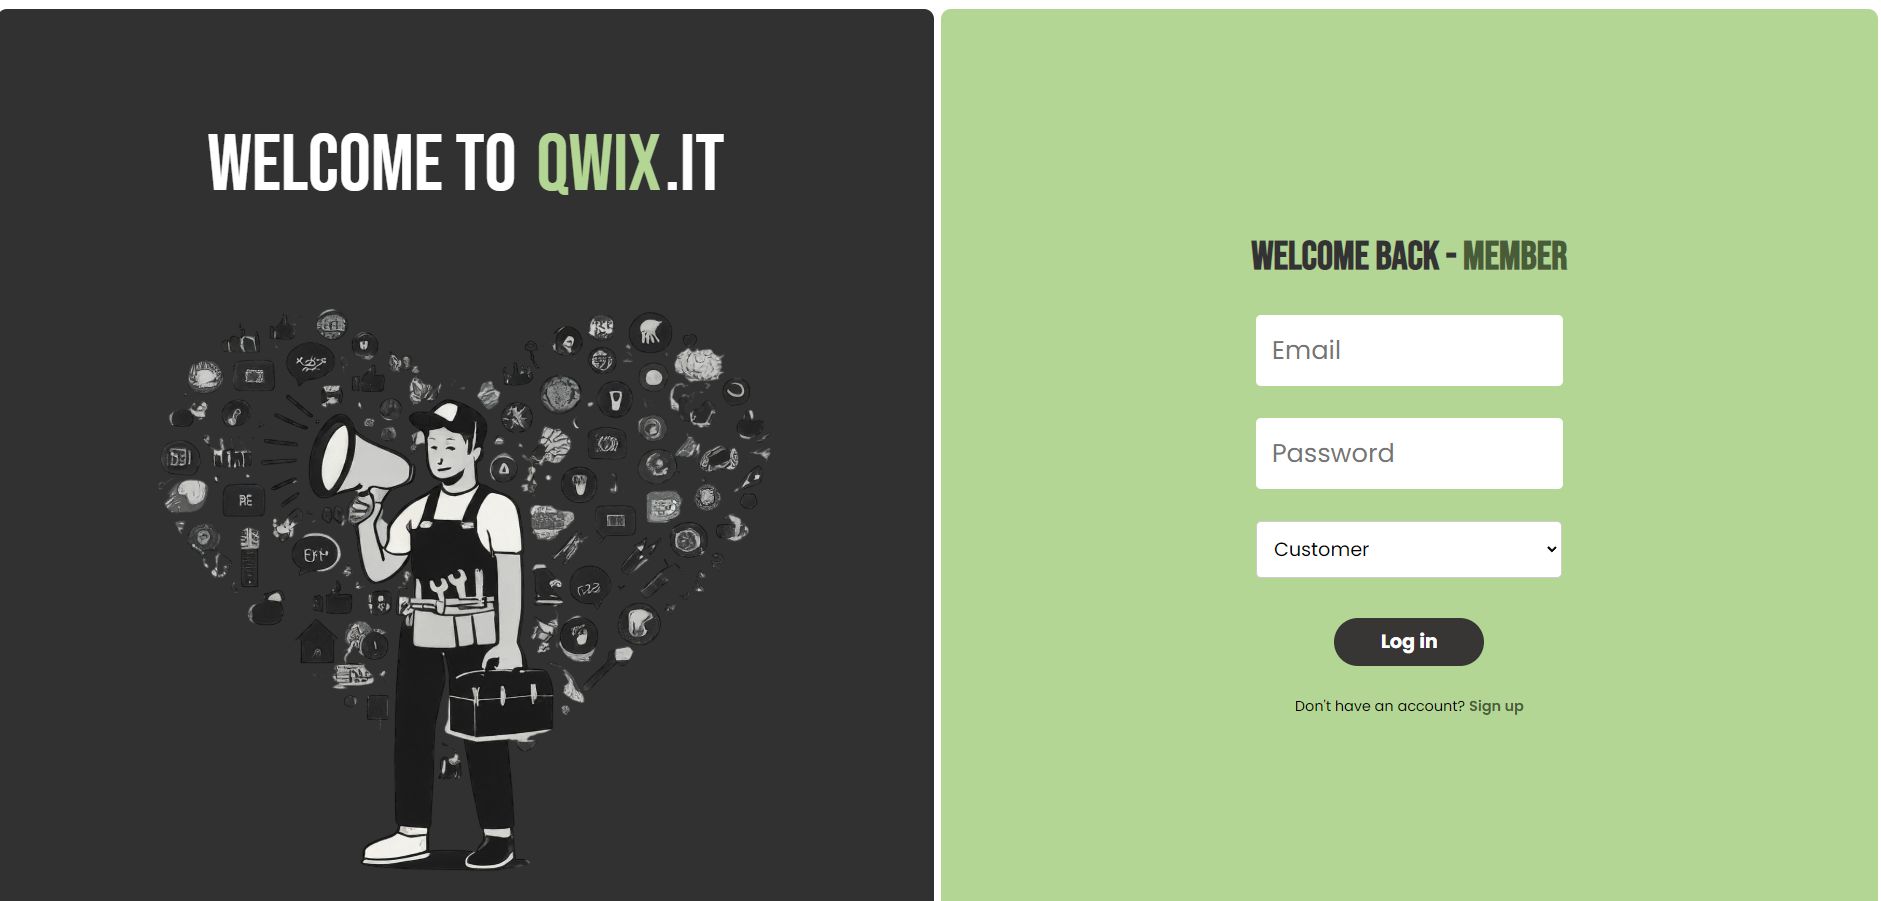 WELCOME TO QWIX.IT
WELCOME BACK - MEMBER
Email
Password
Customer
Log in
Don't have an account? Sign up